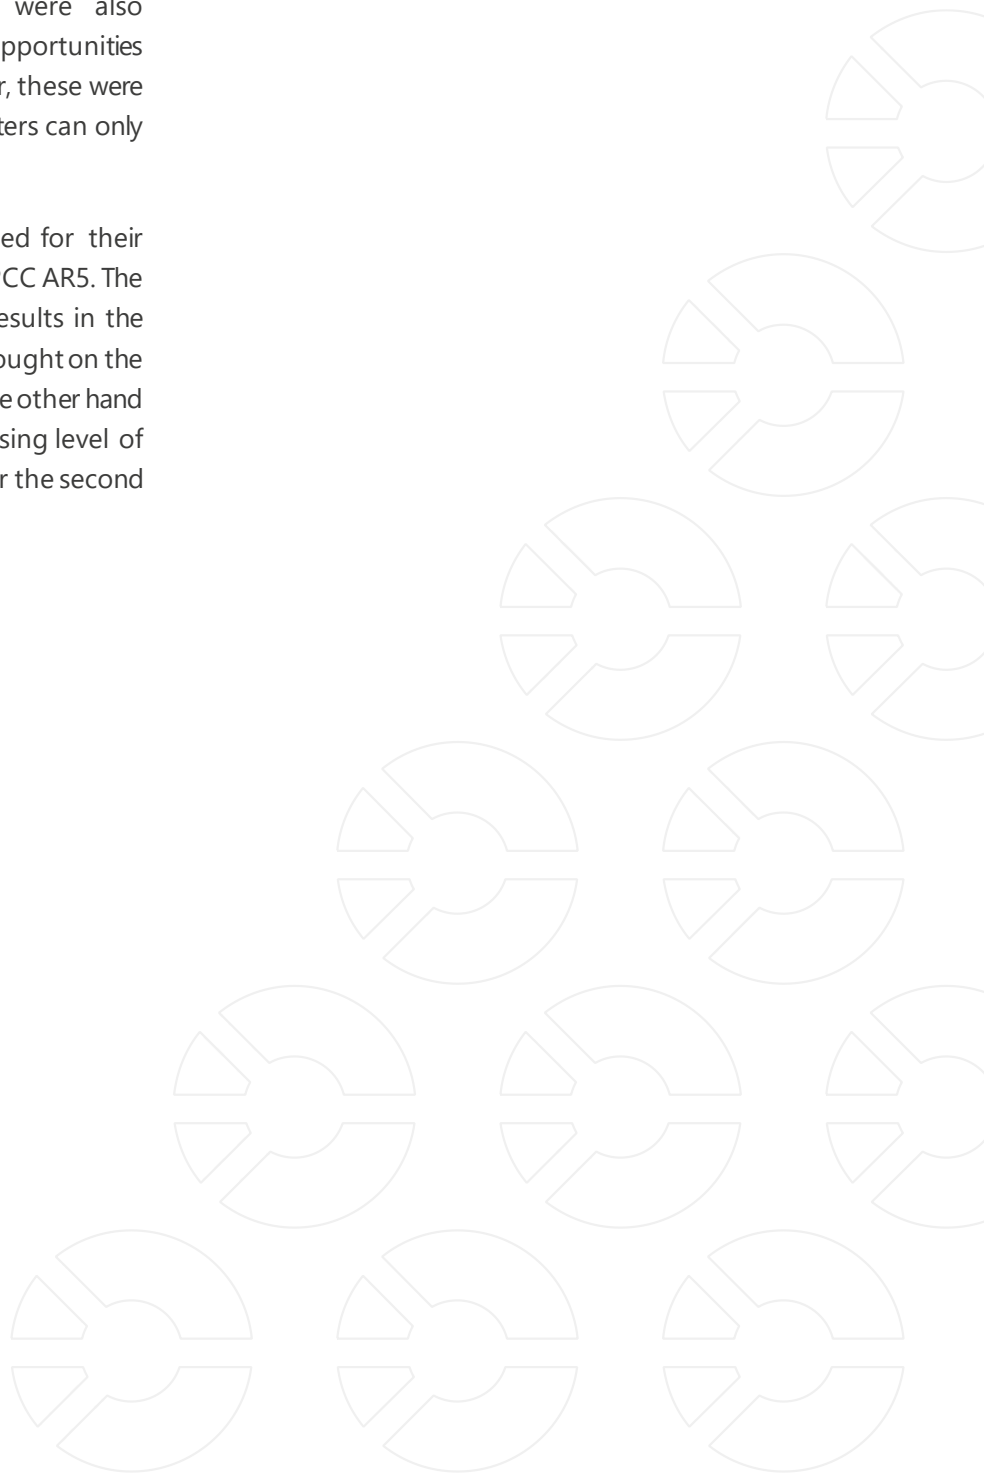 were also
pportunities
r, these were
ters can only
ed for their
CC AR5. The
esults in the
ought on the
e other hand
sing level of
r the second